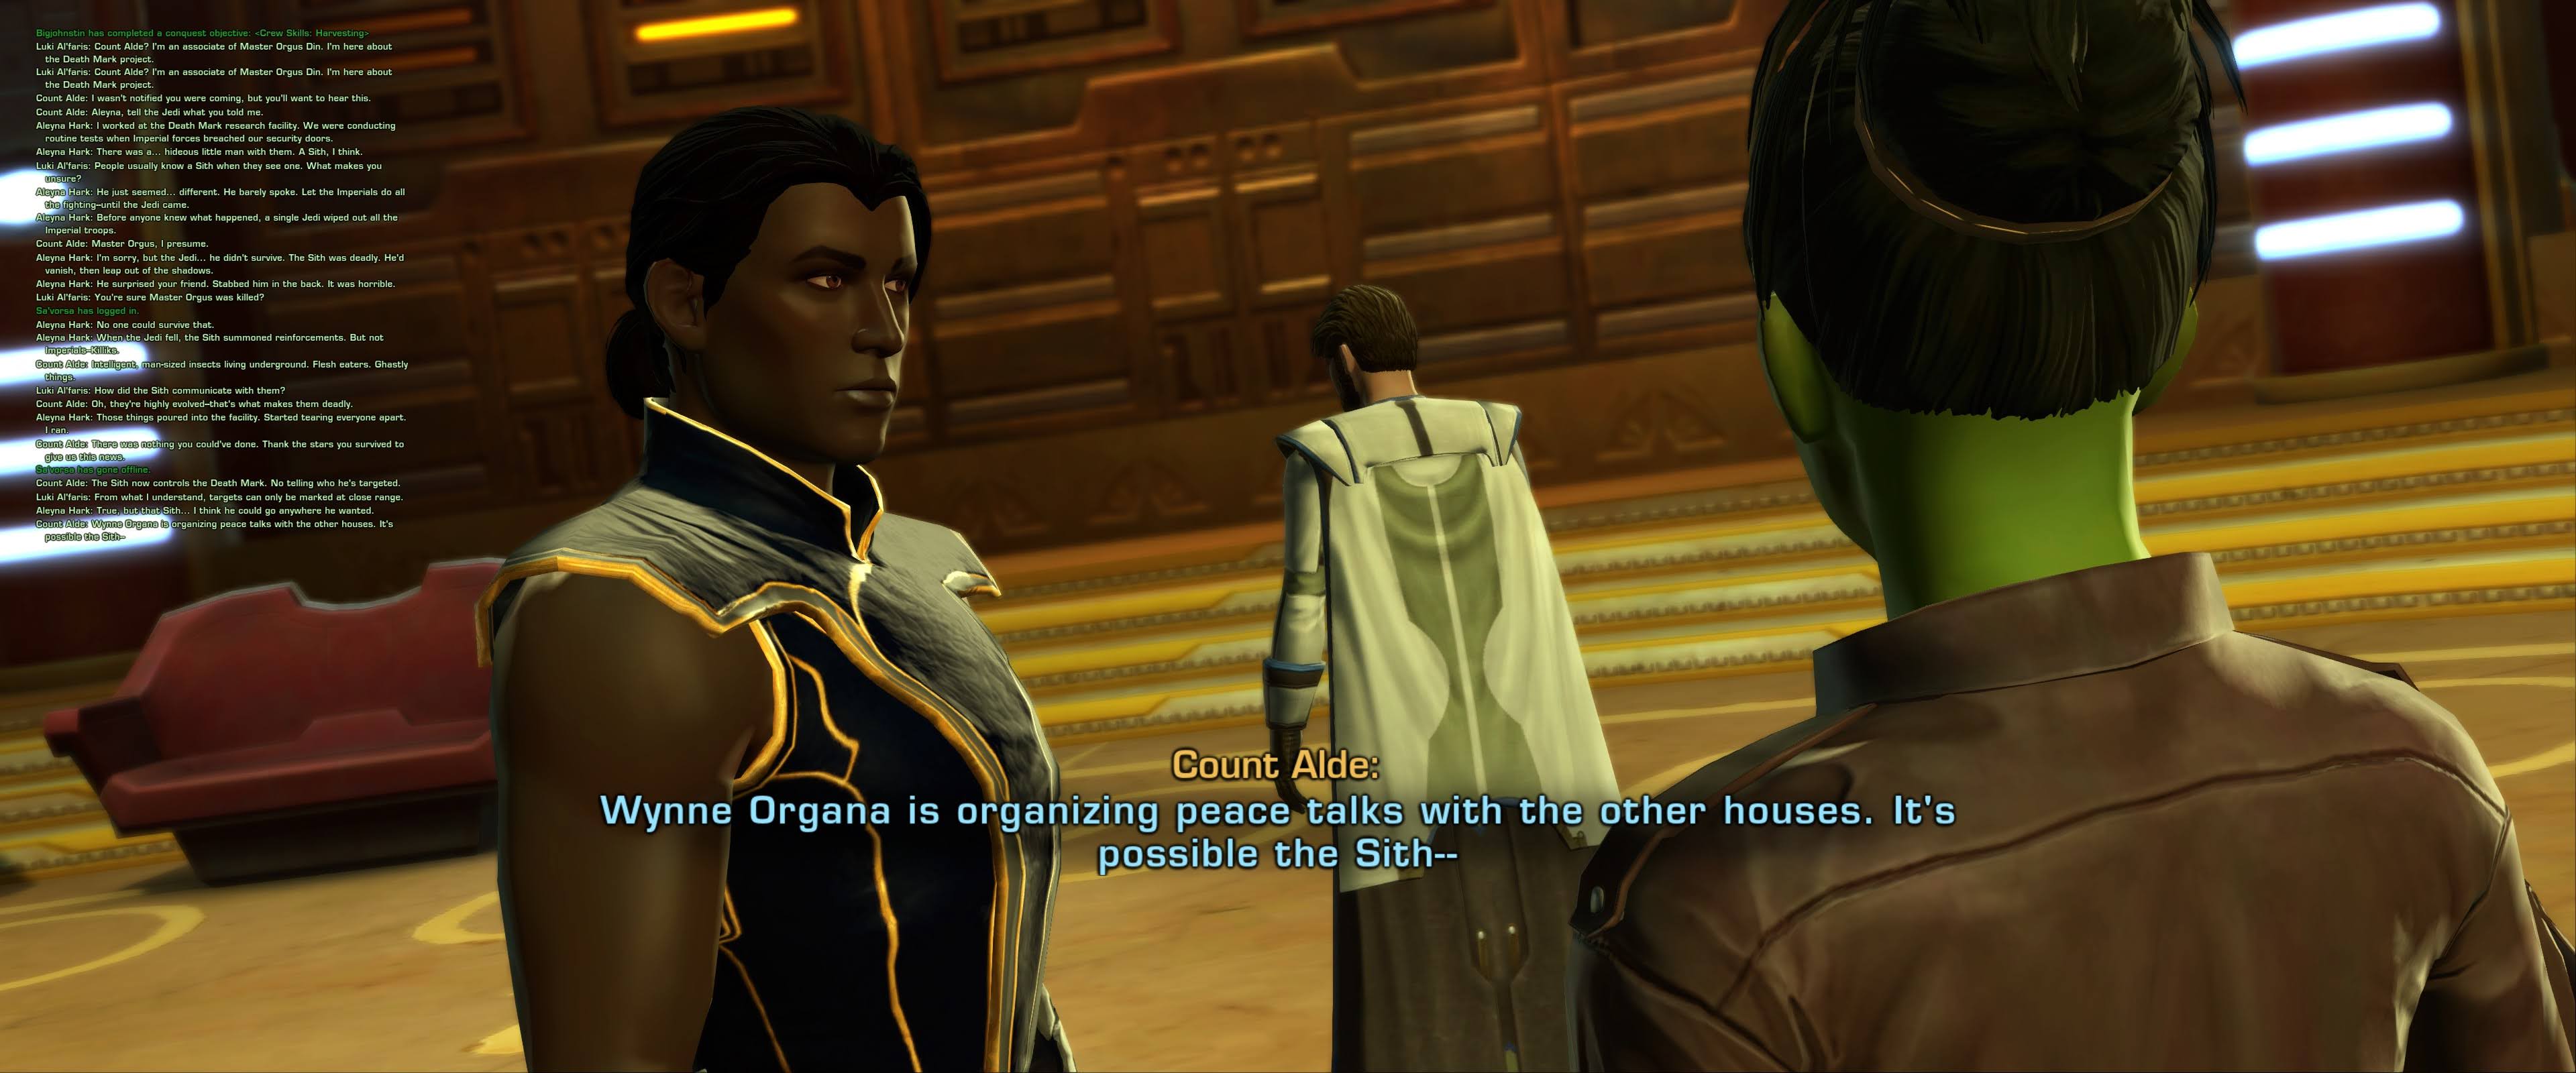 Bigjohnstin has completed a conquest objective: <Crew Skills: Harvesting>
Luki Al'faris: Count Alde? I'm an associate of Master Orgus Din. I'm here about
the Death Mark project.
Luki Al'faris: Count Alde? I'm an associate of Master Orgus Din. I'm here about
the Death Mark project.
Count Alde: I wasn't notified you were coming, but you'll want to hear this.
Count Alde: Aleyna, tell the Jedi what you told me.
Aleyna Hark: I worked at the Death Mark research facility. We were conducting
routine tests when Imperial forces breached our security doors.
Aleyna Hark: There was a... hideous little man with them. A Sith, I think.
Luki Al'faris: People usually know a Sith when they see one. What makes you
unsure?
Aleyna Hark: He just seemed... different. He barely spoke. Let the Imperials do all
the fighting--until the Jedi came.
Aleyna Hark: Before anyone knew what happened, a single Jedi wiped out all the
Imperial troops.
Count Alde: Master Orgus, I presume.
Aleyna Hark: I'm sorry, but the Jedi... he didn't survive. The Sith was deadly. He'd
vanish, then leap out of the shadows.
Aleyna Hark: He surprised your friend. Stabbed him in the back. It was horrible.
Luki Al'faris: You're sure Master Orgus was killed?
Sa'vorsa has logged in.
Aleyna Hark: No one could survive that.
Aleyna Hark: When the Jedi fell, the Sith summoned reinforcements. But not
Imperials--Killiks.
Count Alde: Intelligent, man-sized insects living underground. Flesh eaters. Ghastly
things.
Luki Al'faris: How did the Sith communicate with them?
Count Alde: Oh, they're highly evolved--that's what makes them deadly.
Aleyna Hark: Those things poured into the facility. Started tearing everyone apart.
I ran.
Count Alde: There was nothing you could've done. Thank the stars you survived to
give us this news.
Sa'vorsa has gone offline.
Count Alde: The Sith now controls the Death Mark. No telling who he's targeted.
Luki Al'faris: From what I understand, targets can only be marked at close range.
Aleyna Hark: True, but that Sith... I think he could go anywhere he wanted.
Count Alde: Wynne Organa is organizing peace talks with the other houses. It's
possible the Sith--
Count Alde:
Wynne Organa is organizing peace talks with the other houses. It's
possible the Sith--